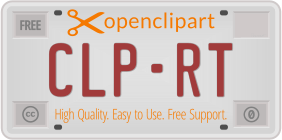 FREE
openclipart
CLP-RT
cc
0
High Quality. Easy to Use. Free Support.